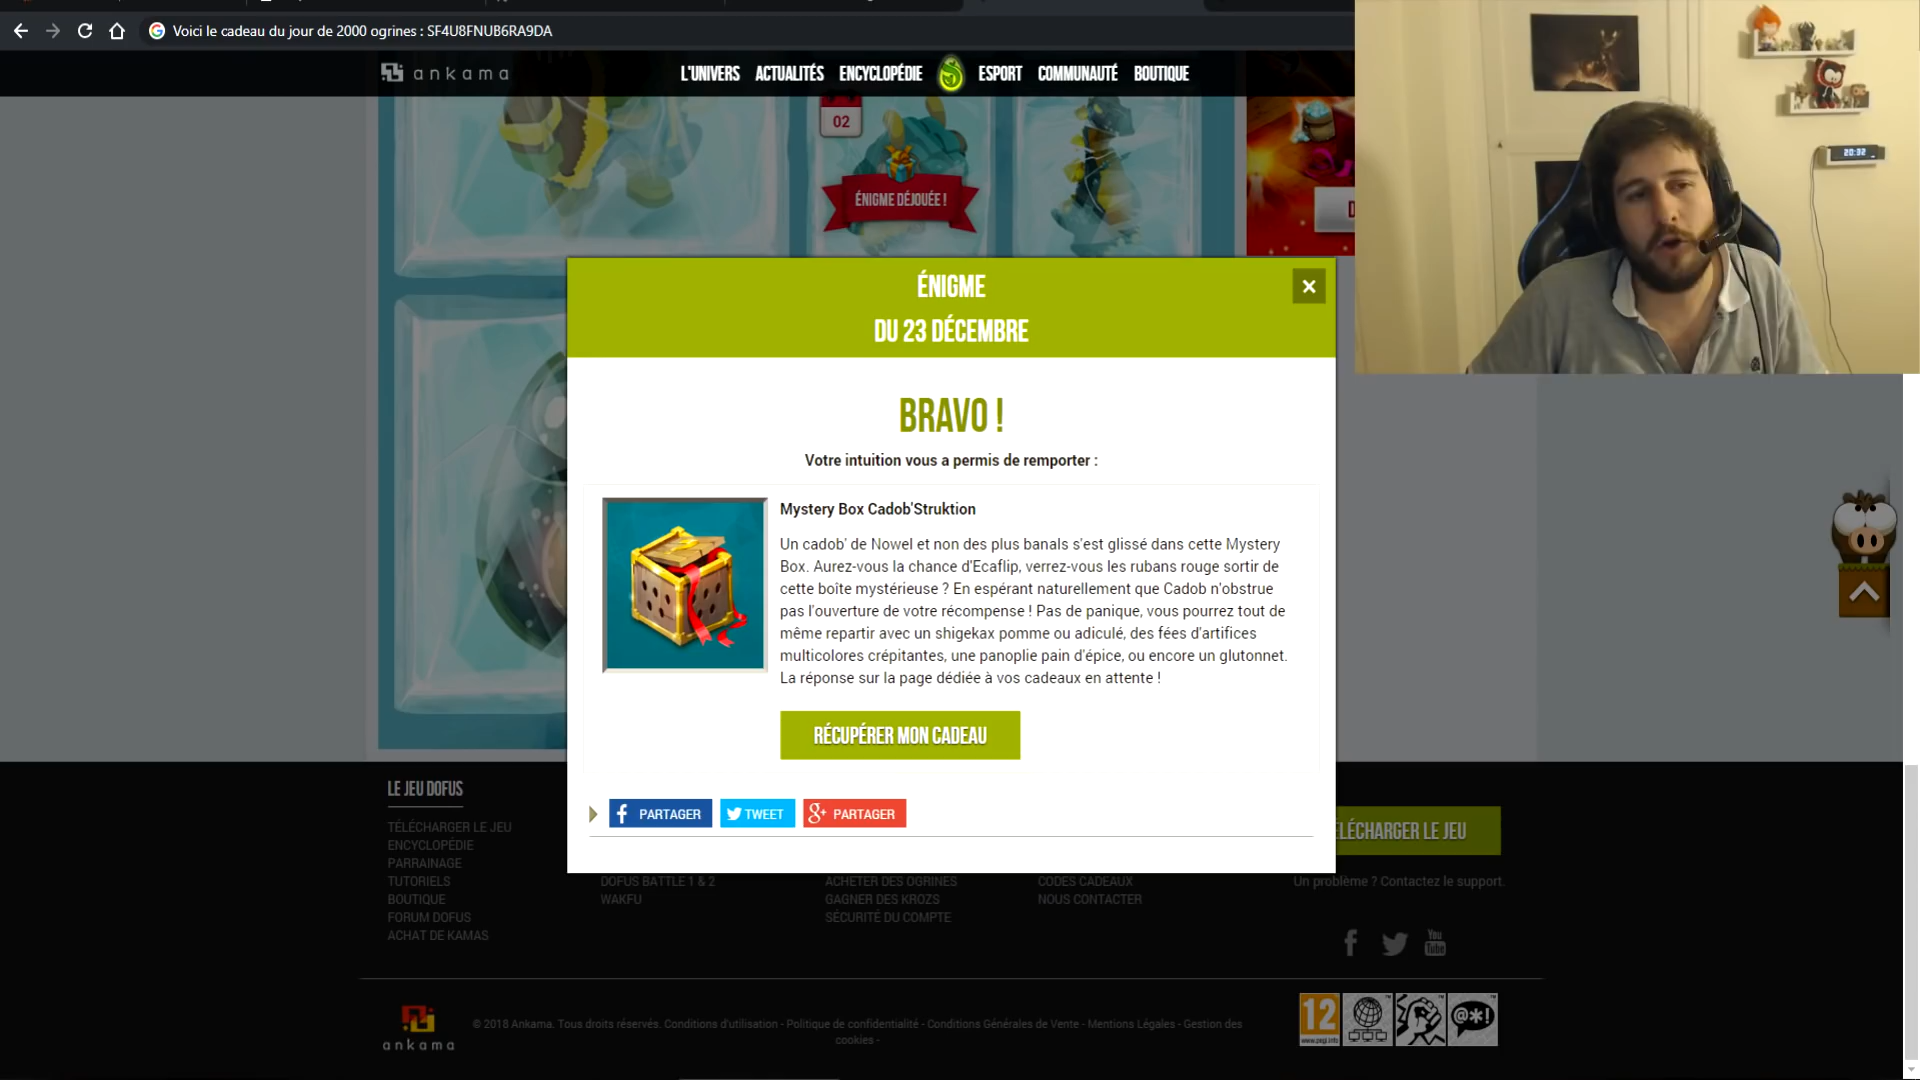 Voici le cadeau du jour de 2000 ogrines : SF4U8FNUB6RA9DA
ankama
L'UNIVERS ACTUALITÉS ENCYCLOPÉDIE ESPORT COMMUNAUTÉ BOUTIQUE
02
ÉNIGME DÉJOUÉE !
20:32
ÉNIGME
DU 23 DÉCEMBRE
BRAVO !
Votre intuition vous a permis de remporter :
Mystery Box Cadob'Struktion
Un cadob' de Nowel et non des plus banals s'est glissé dans cette Mystery
Box. Aurez-vous la chance d'Ecaflip, verrez-vous les rubans rouge sortir de
cette boîte mystérieuse ? En espérant naturellement que Cadob n'obstrue
pas l'ouverture de votre récompense ! Pas de panique, vous pourrez tout de
même repartir avec un shigekax pomme ou adiculé, des fées d'artifices
multicolores crépitantes, une panoplie pain d'épice, ou encore un glutonnet.
La réponse sur la page dédiée à vos cadeaux en attente !
RÉCUPÉRER MON CADEAU
PARTAGER TWEET PARTAGER
LE JEU DOFUS
TÉLÉCHARGER LE JEU
ENCYCLOPÉDIE
PARRAINAGE
TUTORIELS
BOUTIQUE
FORUM DOFUS
ACHAT DE KAMAS
DOFUS BATTLE 1 & 2
WAKFU
ACHETER DES OGRINES
GAGNER DES KROZS
SÉCURITÉ DU COMPTE
CODES CADEAUX
NOUS CONTACTER
ÉLÉCHARGER LE JEU
Un problème ? Contactez le support.
You
Tube
ankama
© 2018 Ankama. Tous droits réservés. Conditions d'utilisation - Politique de confidentialité - Conditions Générales de Vente - Mentions Légales - Gestion des
cookies -
12
www.pegi.info
@*!